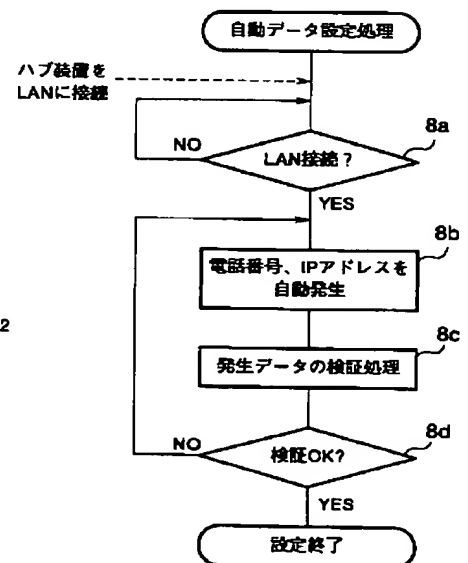 自動データ設定処理
ハブ装置を
LANに接続
8a
NO
LAN接続？
YES
8b
電話番号、IPアドレスを
自動発生
2
8c
発生データの検証処理
8d
NO
検証OK?
YES
設定終了